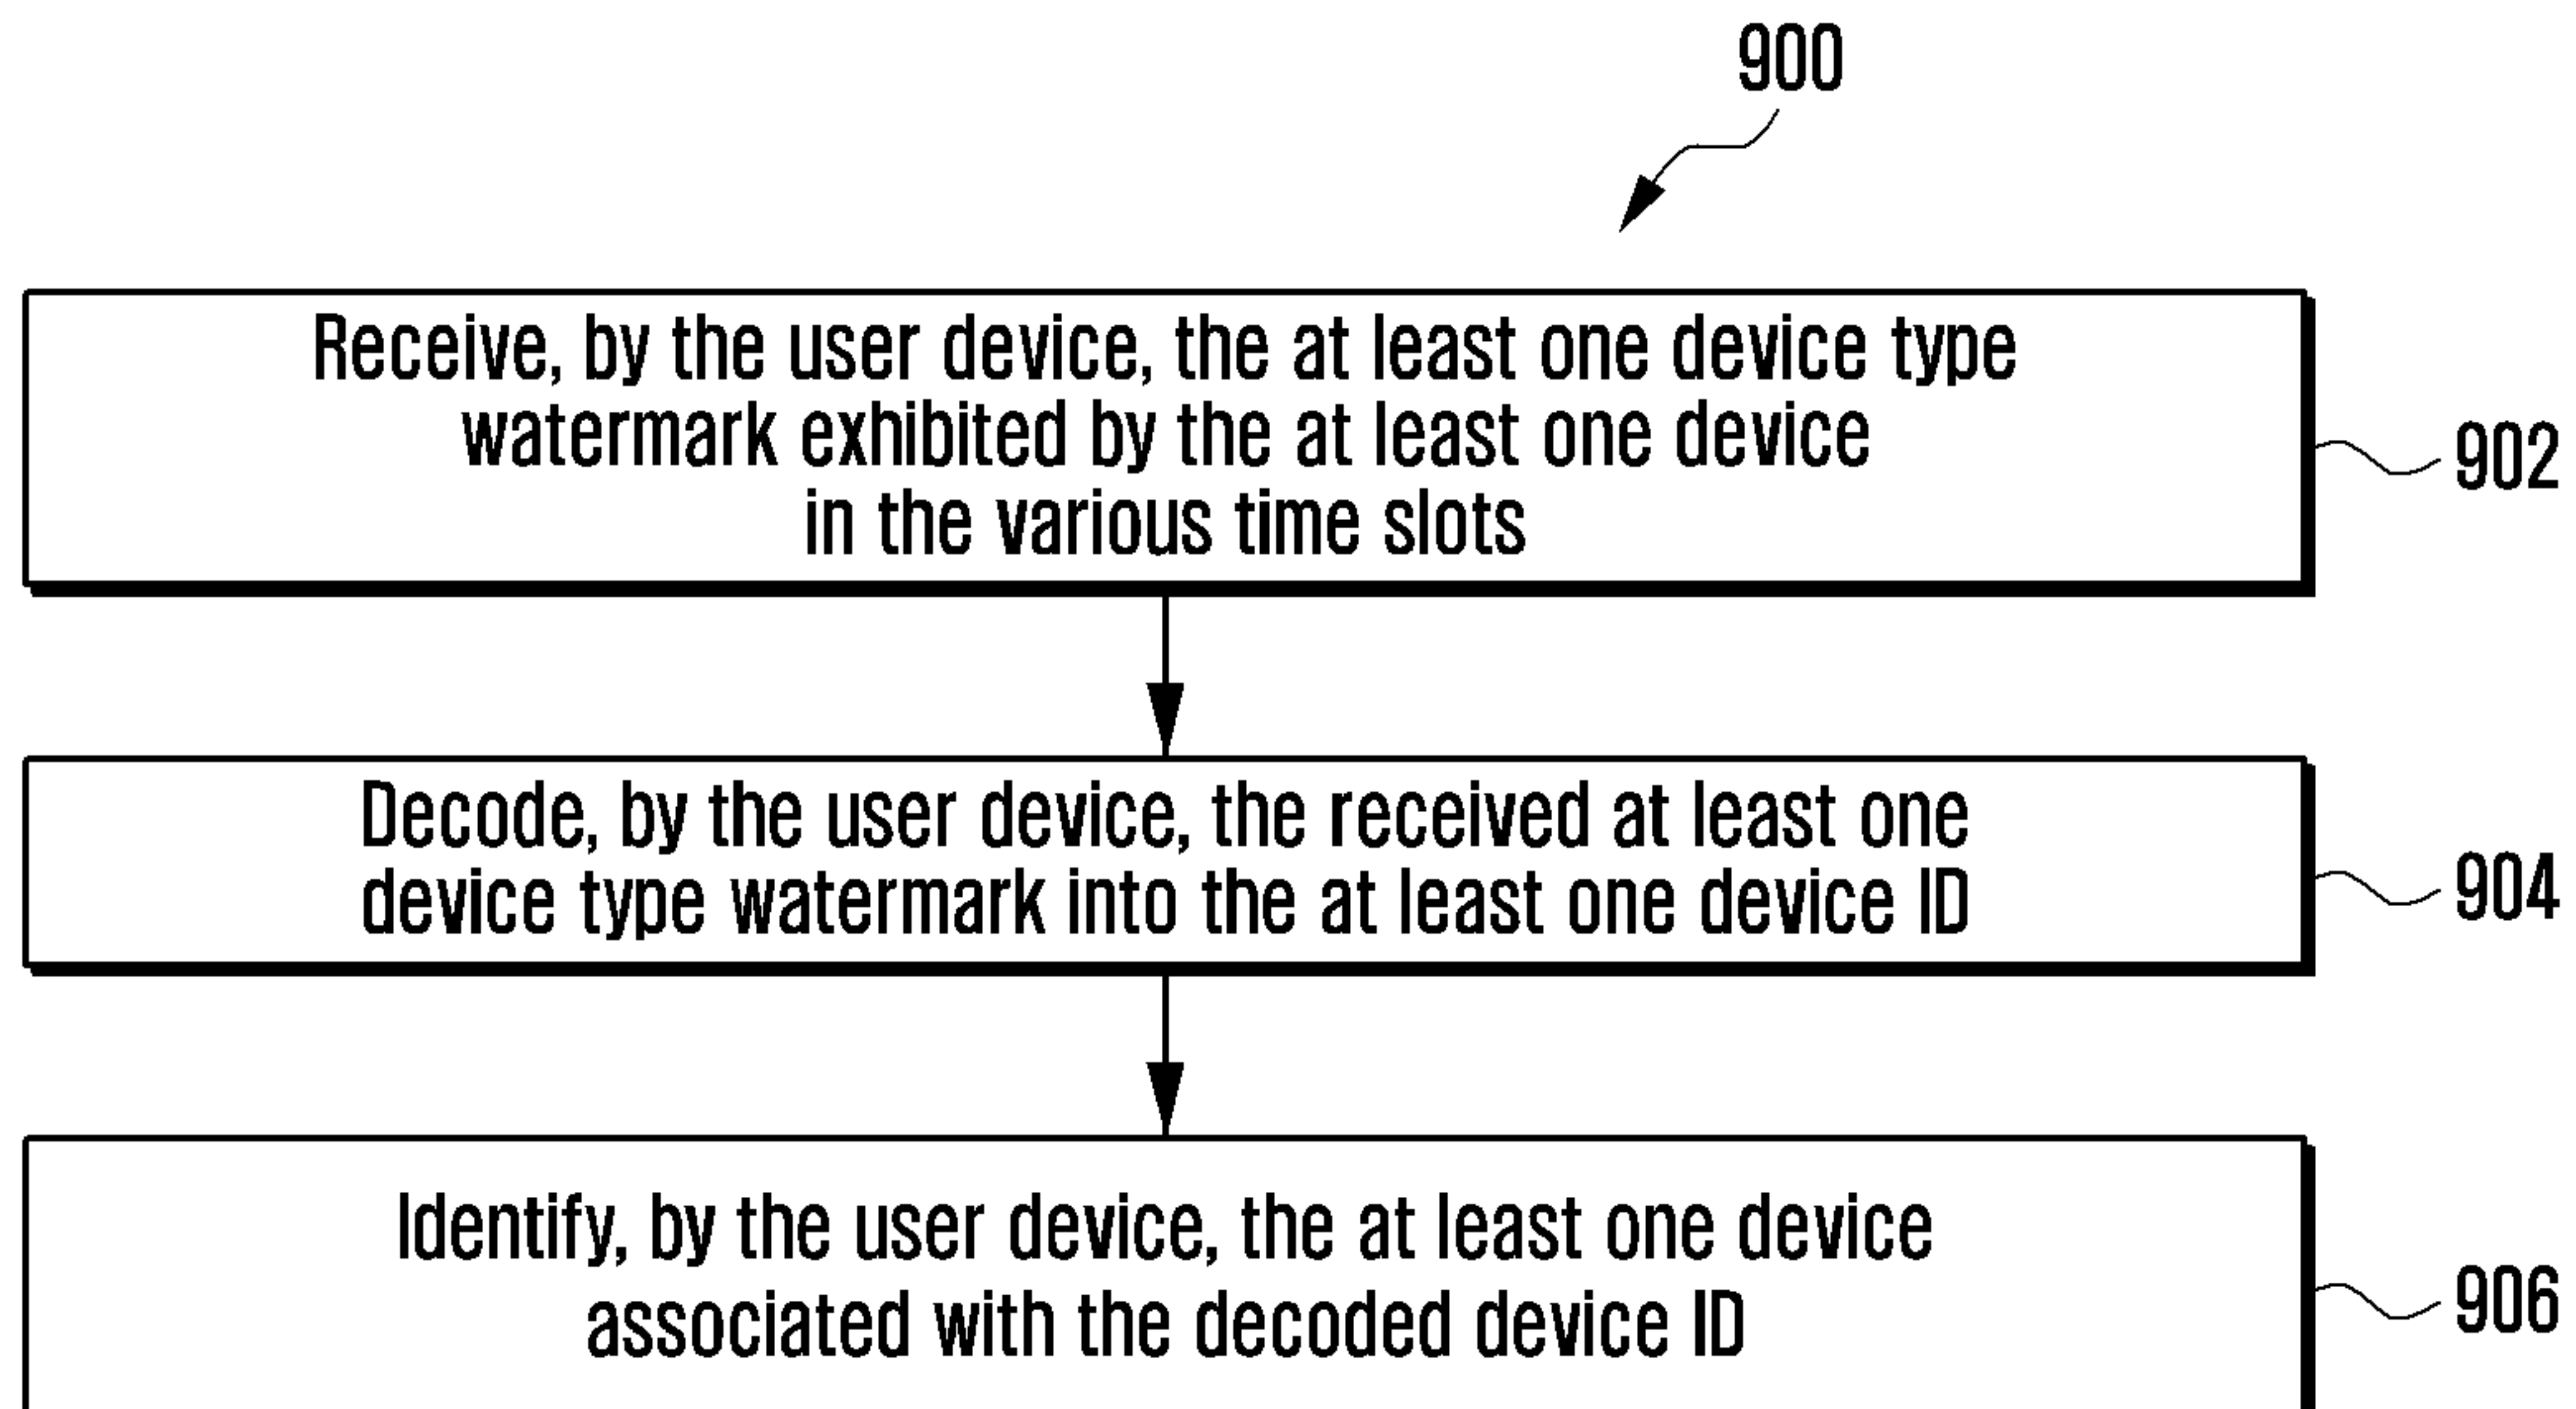 900
Receive, by the user device, the at least one device type
watermark exhibited by the at least one device
in the various time slots
902
Decode, by the user device, the received at least one
device type watermark into the at least one device ID
904
Identify, by the user device, the at least one device
associated with the decoded device ID
906